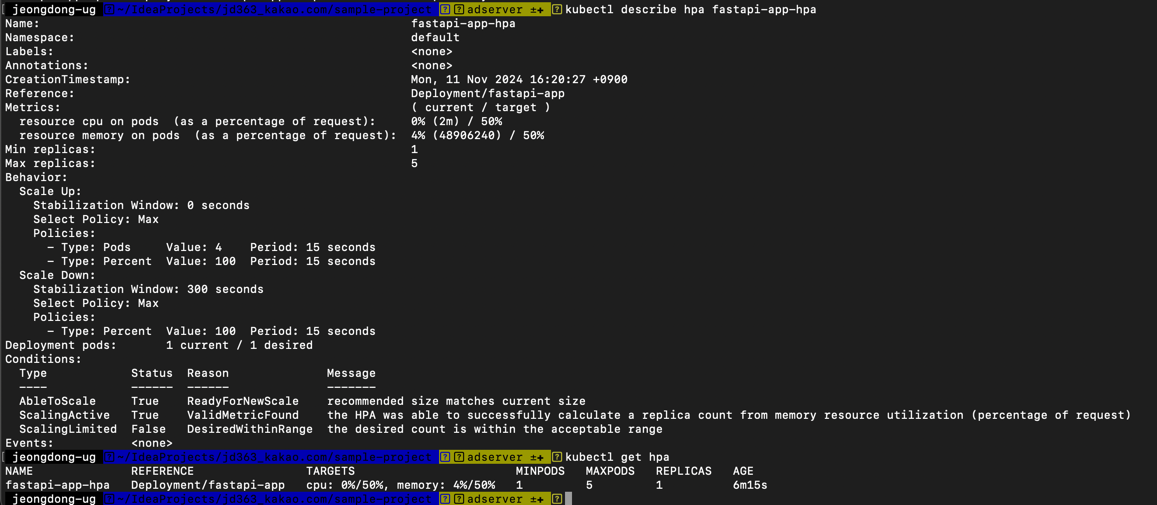 jeongdong-ug ~/IdeaProjects/jd363_kakao.com/sample-project adserver ±✚ kubectl describe hpa fastapi-app-hpa
Name: fastapi-app-hpa
Namespace: default
Labels: <none>
Annotations: <none>
CreationTimestamp: Mon, 11 Nov 2024 16:20:27 +0900
Reference: Deployment/fastapi-app
Metrics: ( current / target )
resource cpu on pods (as a percentage of request): 0% (2m) / 50%
resource memory on pods (as a percentage of request): 4% (48906240) / 50%
Min replicas: 1
Max replicas: 5
Behavior:
Scale Up:
Stabilization Window: 0 seconds
Select Policy: Max
Policies:
- Type: Pods Value: 4 Period: 15 seconds
- Type: Percent Value: 100 Period: 15 seconds
Scale Down:
Stabilization Window: 300 seconds
Select Policy: Max
Policies:
- Type: Percent Value: 100 Period: 15 seconds
Deployment pods: 1 current / 1 desired
Conditions:
Type Status Reason Message
---- ------ ------ -------
AbleToScale True ReadyForNewScale recommended size matches current size
ScalingActive True ValidMetricFound the HPA was able to successfully calculate a replica count from memory resource utilization (percentage of request)
ScalingLimited False DesiredWithinRange the desired count is within the acceptable range
Events: <none>
jeongdong-ug ~/IdeaProjects/jd363_kakao.com/sample-project adserver ±✚ kubectl get hpa
NAME REFERENCE TARGETS MINPODS MAXPODS REPLICAS AGE
fastapi-app-hpa Deployment/fastapi-app cpu: 0%/50%, memory: 4%/50% 1 5 1 6m15s
jeongdong-ug ~/IdeaProjects/jd363_kakao.com/sample-project adserver ±✚